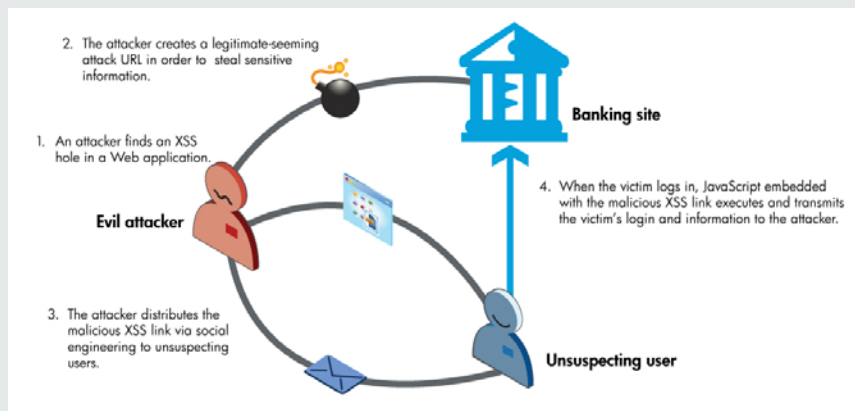 2. The attacker creates a legitimate-seeming
attack URL in order to steal sensitive
information.
Banking site
1. An attacker finds an XSS
hole in a Web application.
4. When the victim logs in, JavaScript embedded
with the malicious XSS link executes and transmits
the victim's login and information to the attacker.
Evil attacker
3. The attacker distributes the
malicious XSS link via social
engineering to unsuspecting
users.
Unsuspecting user